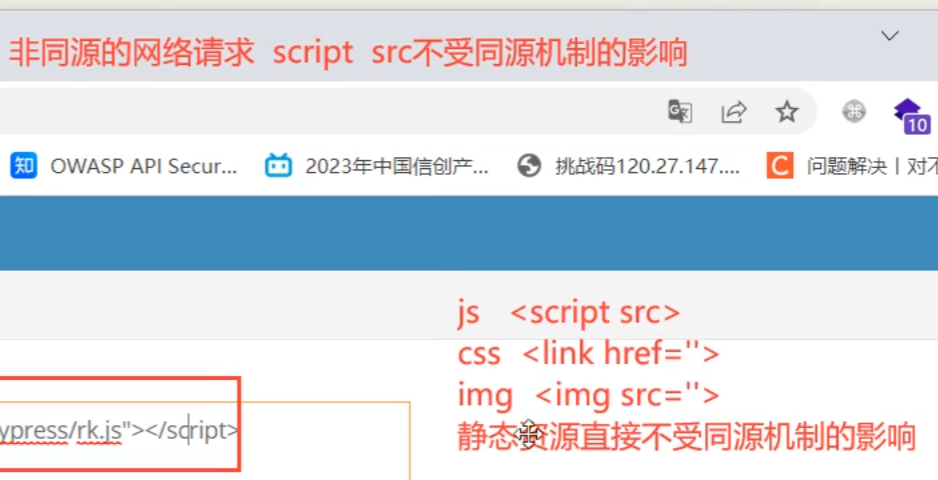 非同源的网络请求 script src不受同源机制的影响
10
知 OWASP API Secur... 2023年中国信创产... 挑战码120.27.147.... C 问题解决丨对不
js <script src>
css <link href=''>
img <img src=''>
ypress/rk.js"></script>
静态资源直接不受同源机制的影响